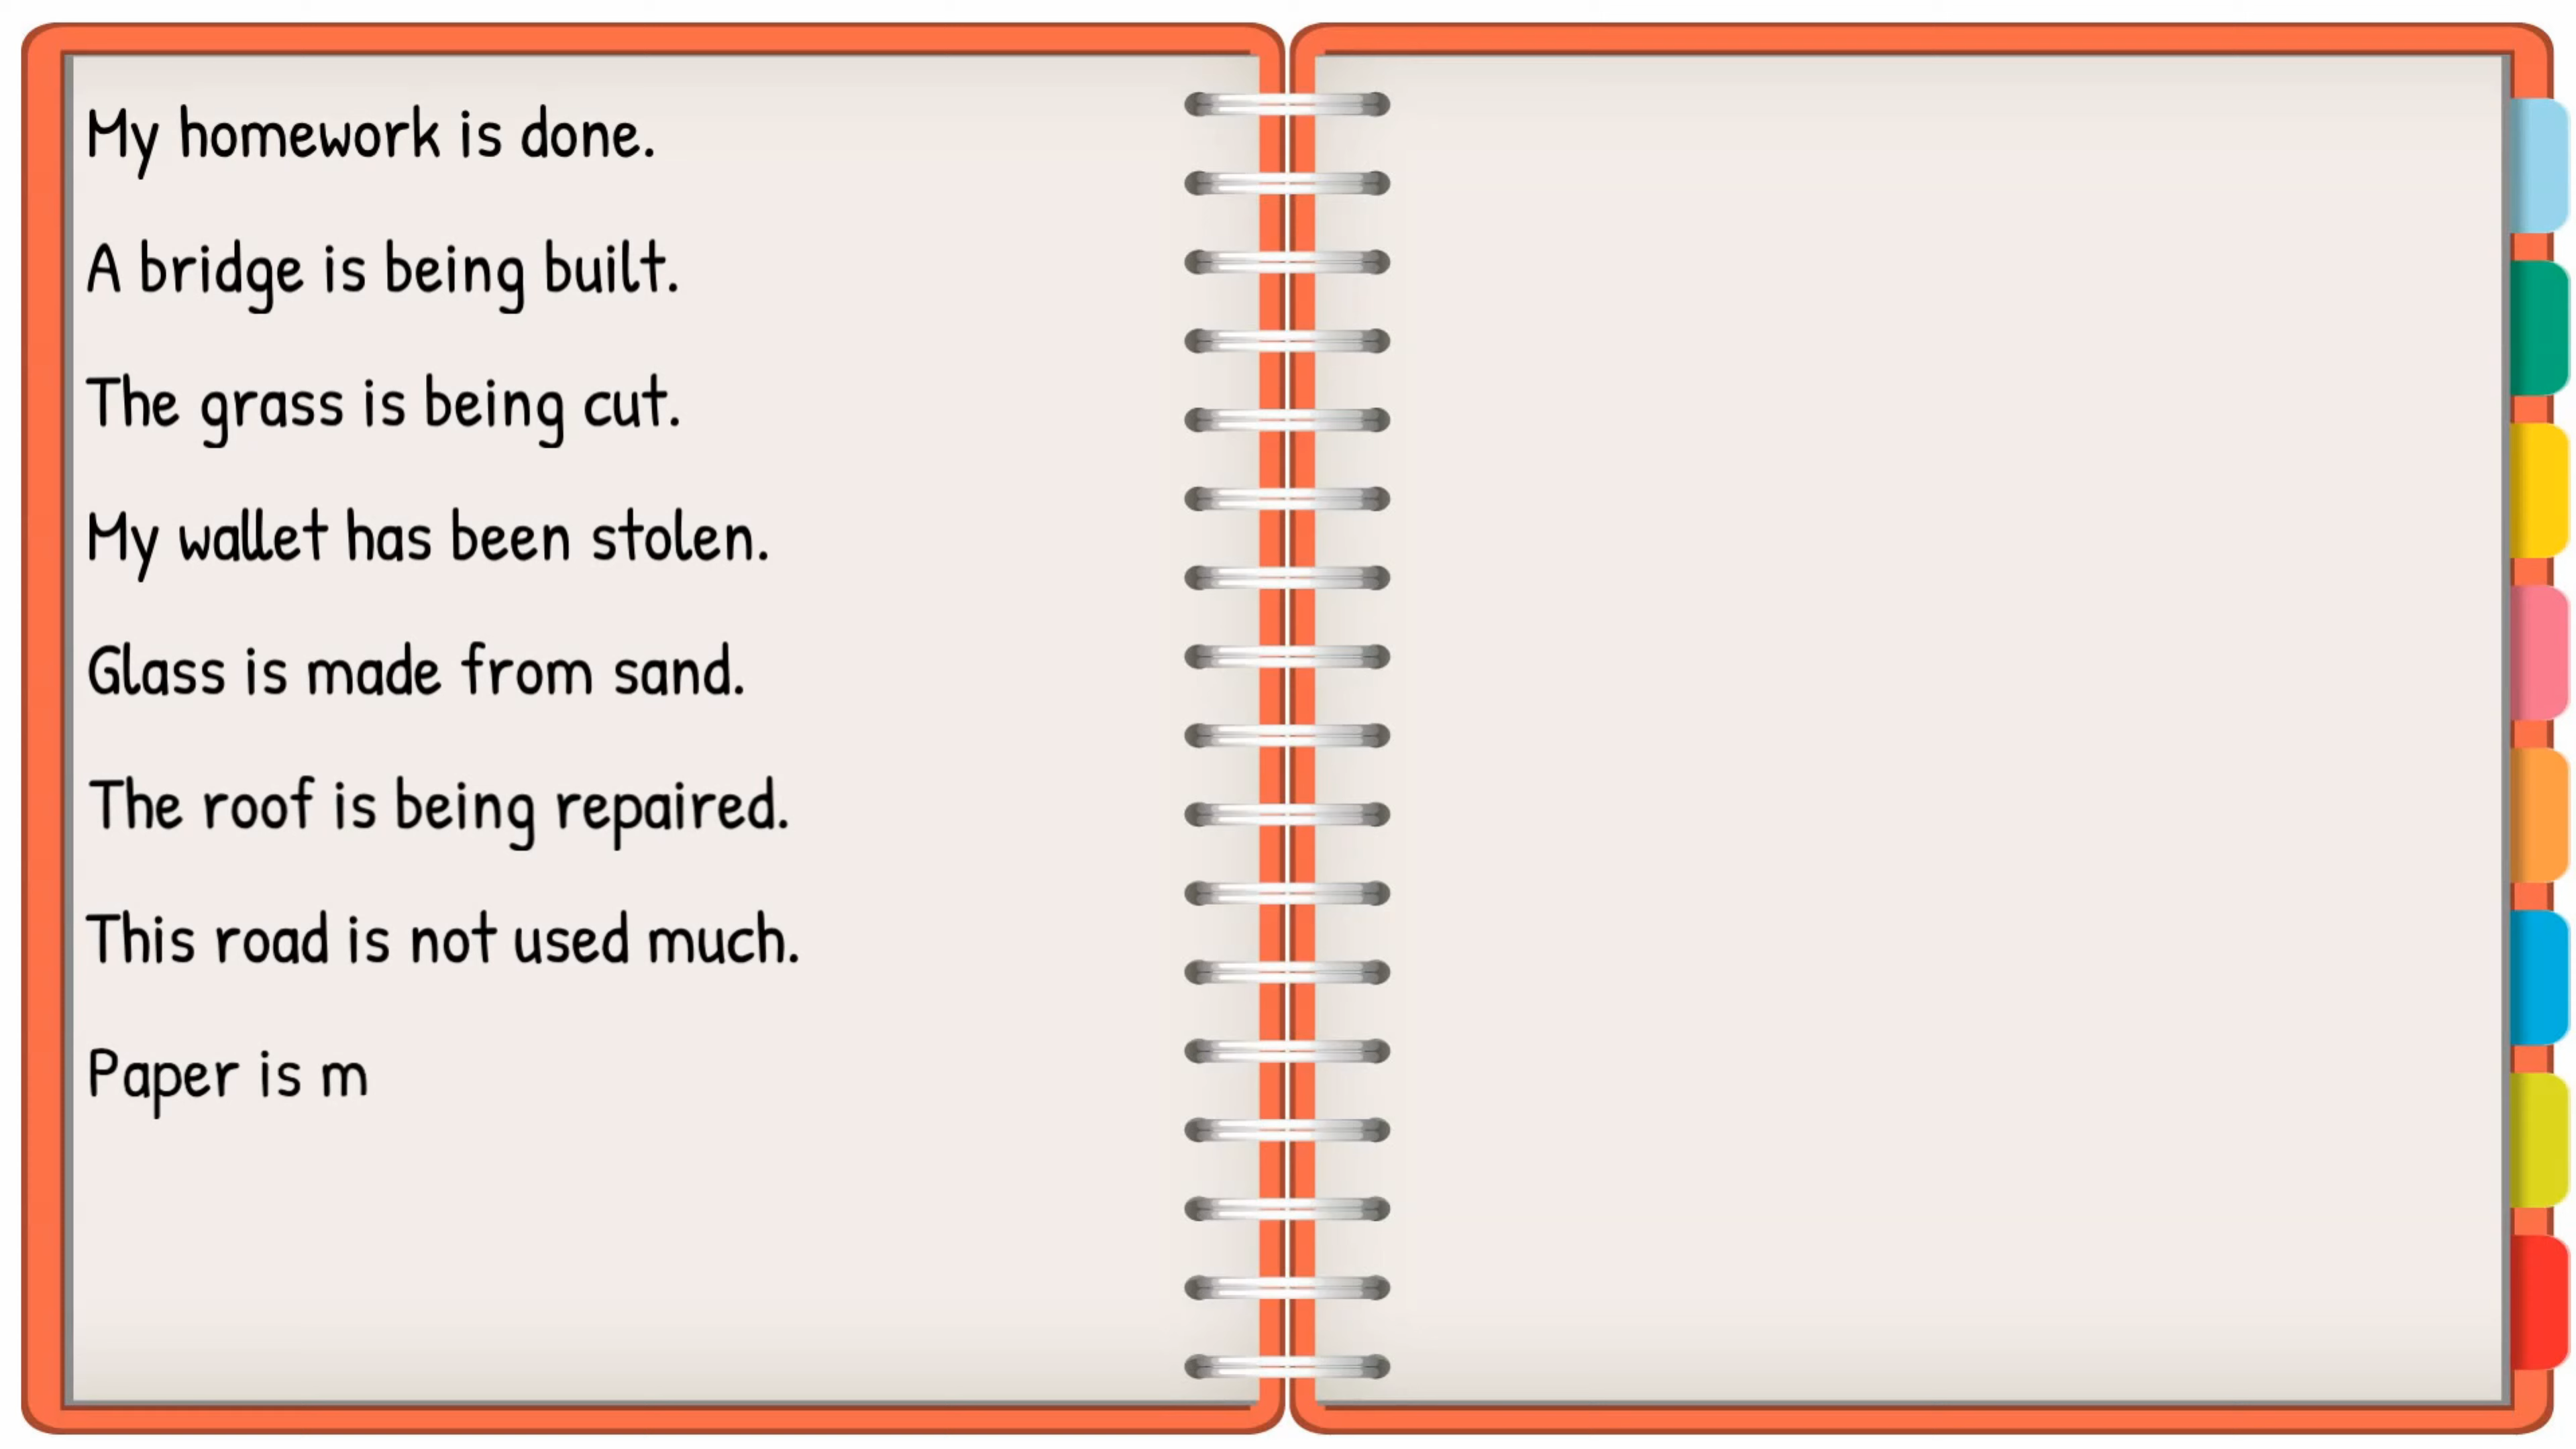 My homework is done.
A bridge is being built.
The grass is being cut.
My wallet has been stolen.
Glass is made from sand.
The roof is being repaired.
This road is not used much.
Paper is m